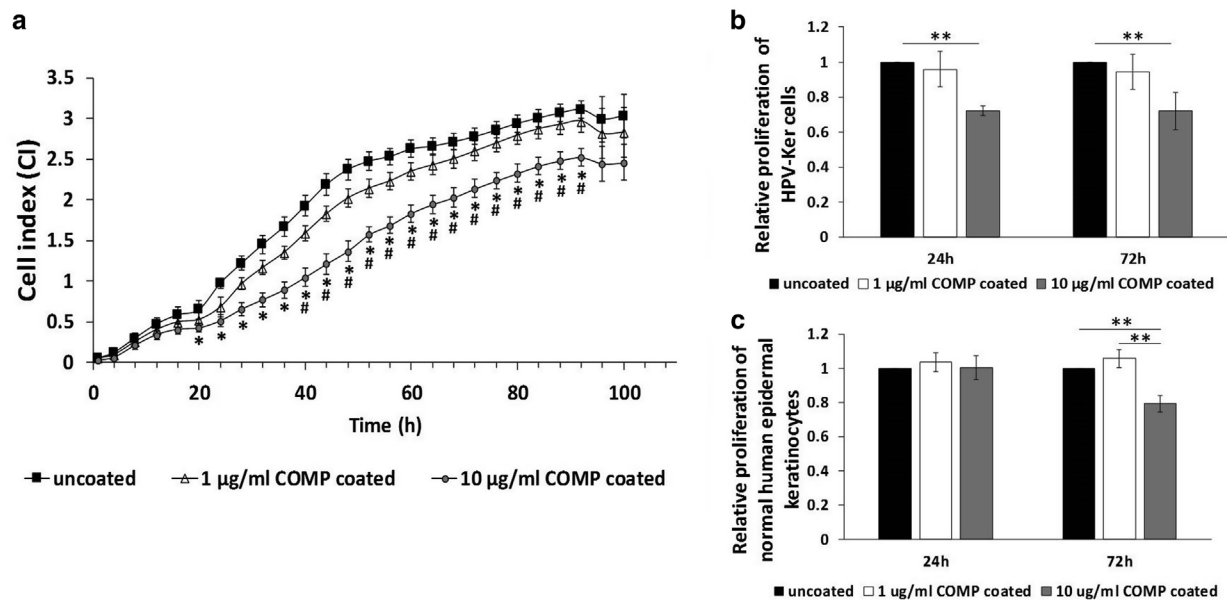 a
Cell index (CI)
3.5
3
2.5
2
1.5
1
0.5
0
* * * * * * * * * * * * * * * * * * *
# # # # # # # # # # # # # #
0 20 40 60 80 100
Time (h)
uncoated 1 µg/ml COMP coated 10 µg/ml COMP coated
b
Relative proliferation of
HPV-Ker cells
1.2
1
0.8
0.6
0.4
0.2
0
** **
24h 72h
uncoated 1 µg/ml COMP coated 10 µg/ml COMP coated
c
Relative proliferation of
normal human epidermal
keratinocytes
1.2
1
0.8
0.6
0.4
0.2
0
**
**
24h 72h
uncoated 1 ug/ml COMP coated 10 ug/ml COMP coated